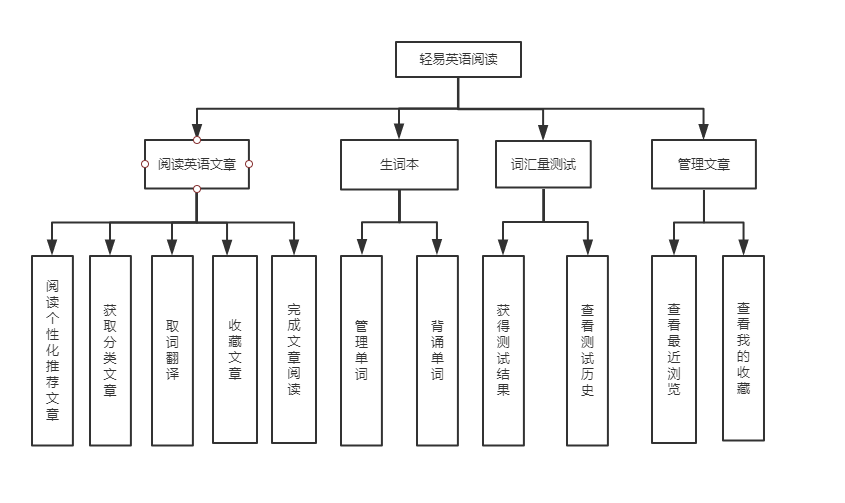 轻易英语阅读
阅读英语文章
生词本
词汇量测试
管理文章
阅读个性化推荐文章
获取分类文章
取词翻译
收藏文章
完成文章阅读
管理单词
背诵单词
获得测试结果
查看测试历史
查看最近浏览
查看我的收藏